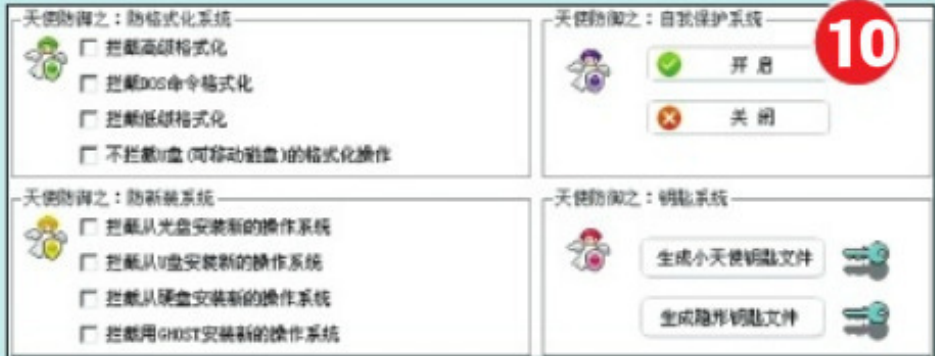 天使防御之：防格式化系统
拦截高级格式化
拦截DOS命令格式化
拦截低级格式化
不拦截U盘(可移动磁盘)的格式化操作
天使防御之：自我保护系统
10
开 启
关 闭
天使防御之：防新装系统
拦截从光盘安装新的操作系统
拦截从U盘安装新的操作系统
拦截从硬盘安装新的操作系统
拦截用GHOST安装新的操作系统
天使防御之：钥匙系统
生成小天使钥匙文件
生成隐形钥匙文件